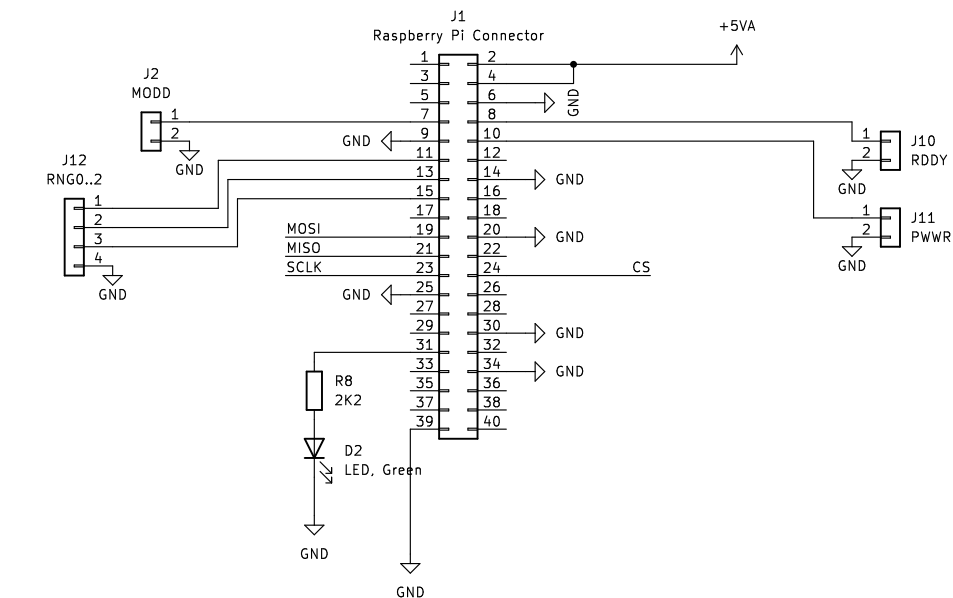 J1
Raspberry Pi Connector
+5VA
1 2
3 4
GND
5 6
J2
MODD
1
2
GND
7 8
GND 9 10
11 12
13 14 GND
15 16
17 18
MOSI 19 20 GND
MISO 21 22
SCLK 23 24 CS
GND 25 26
27 28
29 30 GND
31 32
33 34 GND
35 36
37 38
39 40
J12
RNG0..2
1
2
3
4
GND
J10
RDDY
1
2
GND
J11
PWWR
1
2
GND
R8
2K2
D2
LED, Green
GND
GND